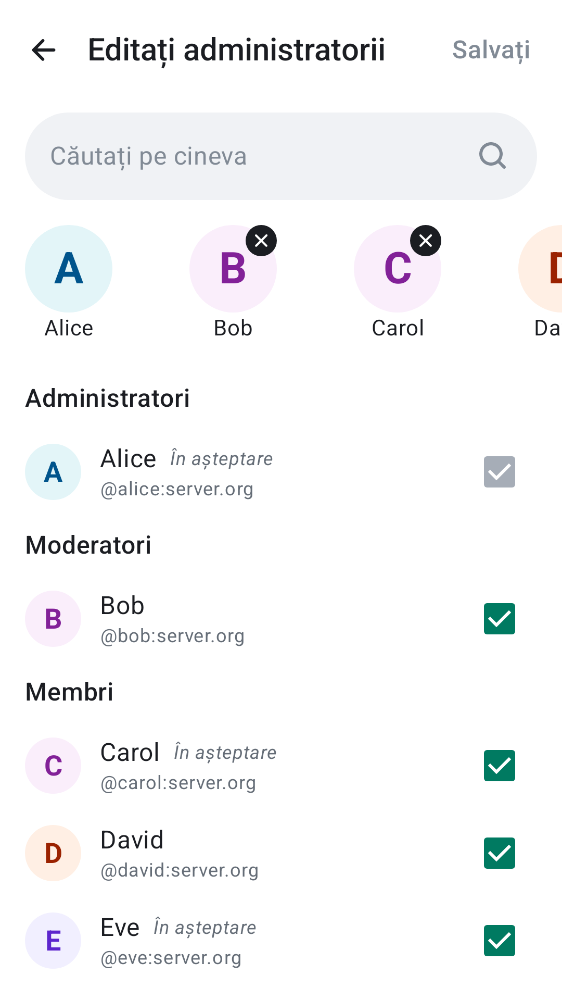 Editați administratorii
Salvați
Căutați pe cineva
A
B
C
D
Alice
Bob
Carol
Da
Administratori
A
Alice În așteptare
@alice:server.org
Moderatori
B
Bob
@bob:server.org
Membri
C
Carol În așteptare
@carol:server.org
D
David
@david:server.org
E
Eve În așteptare
@eve:server.org